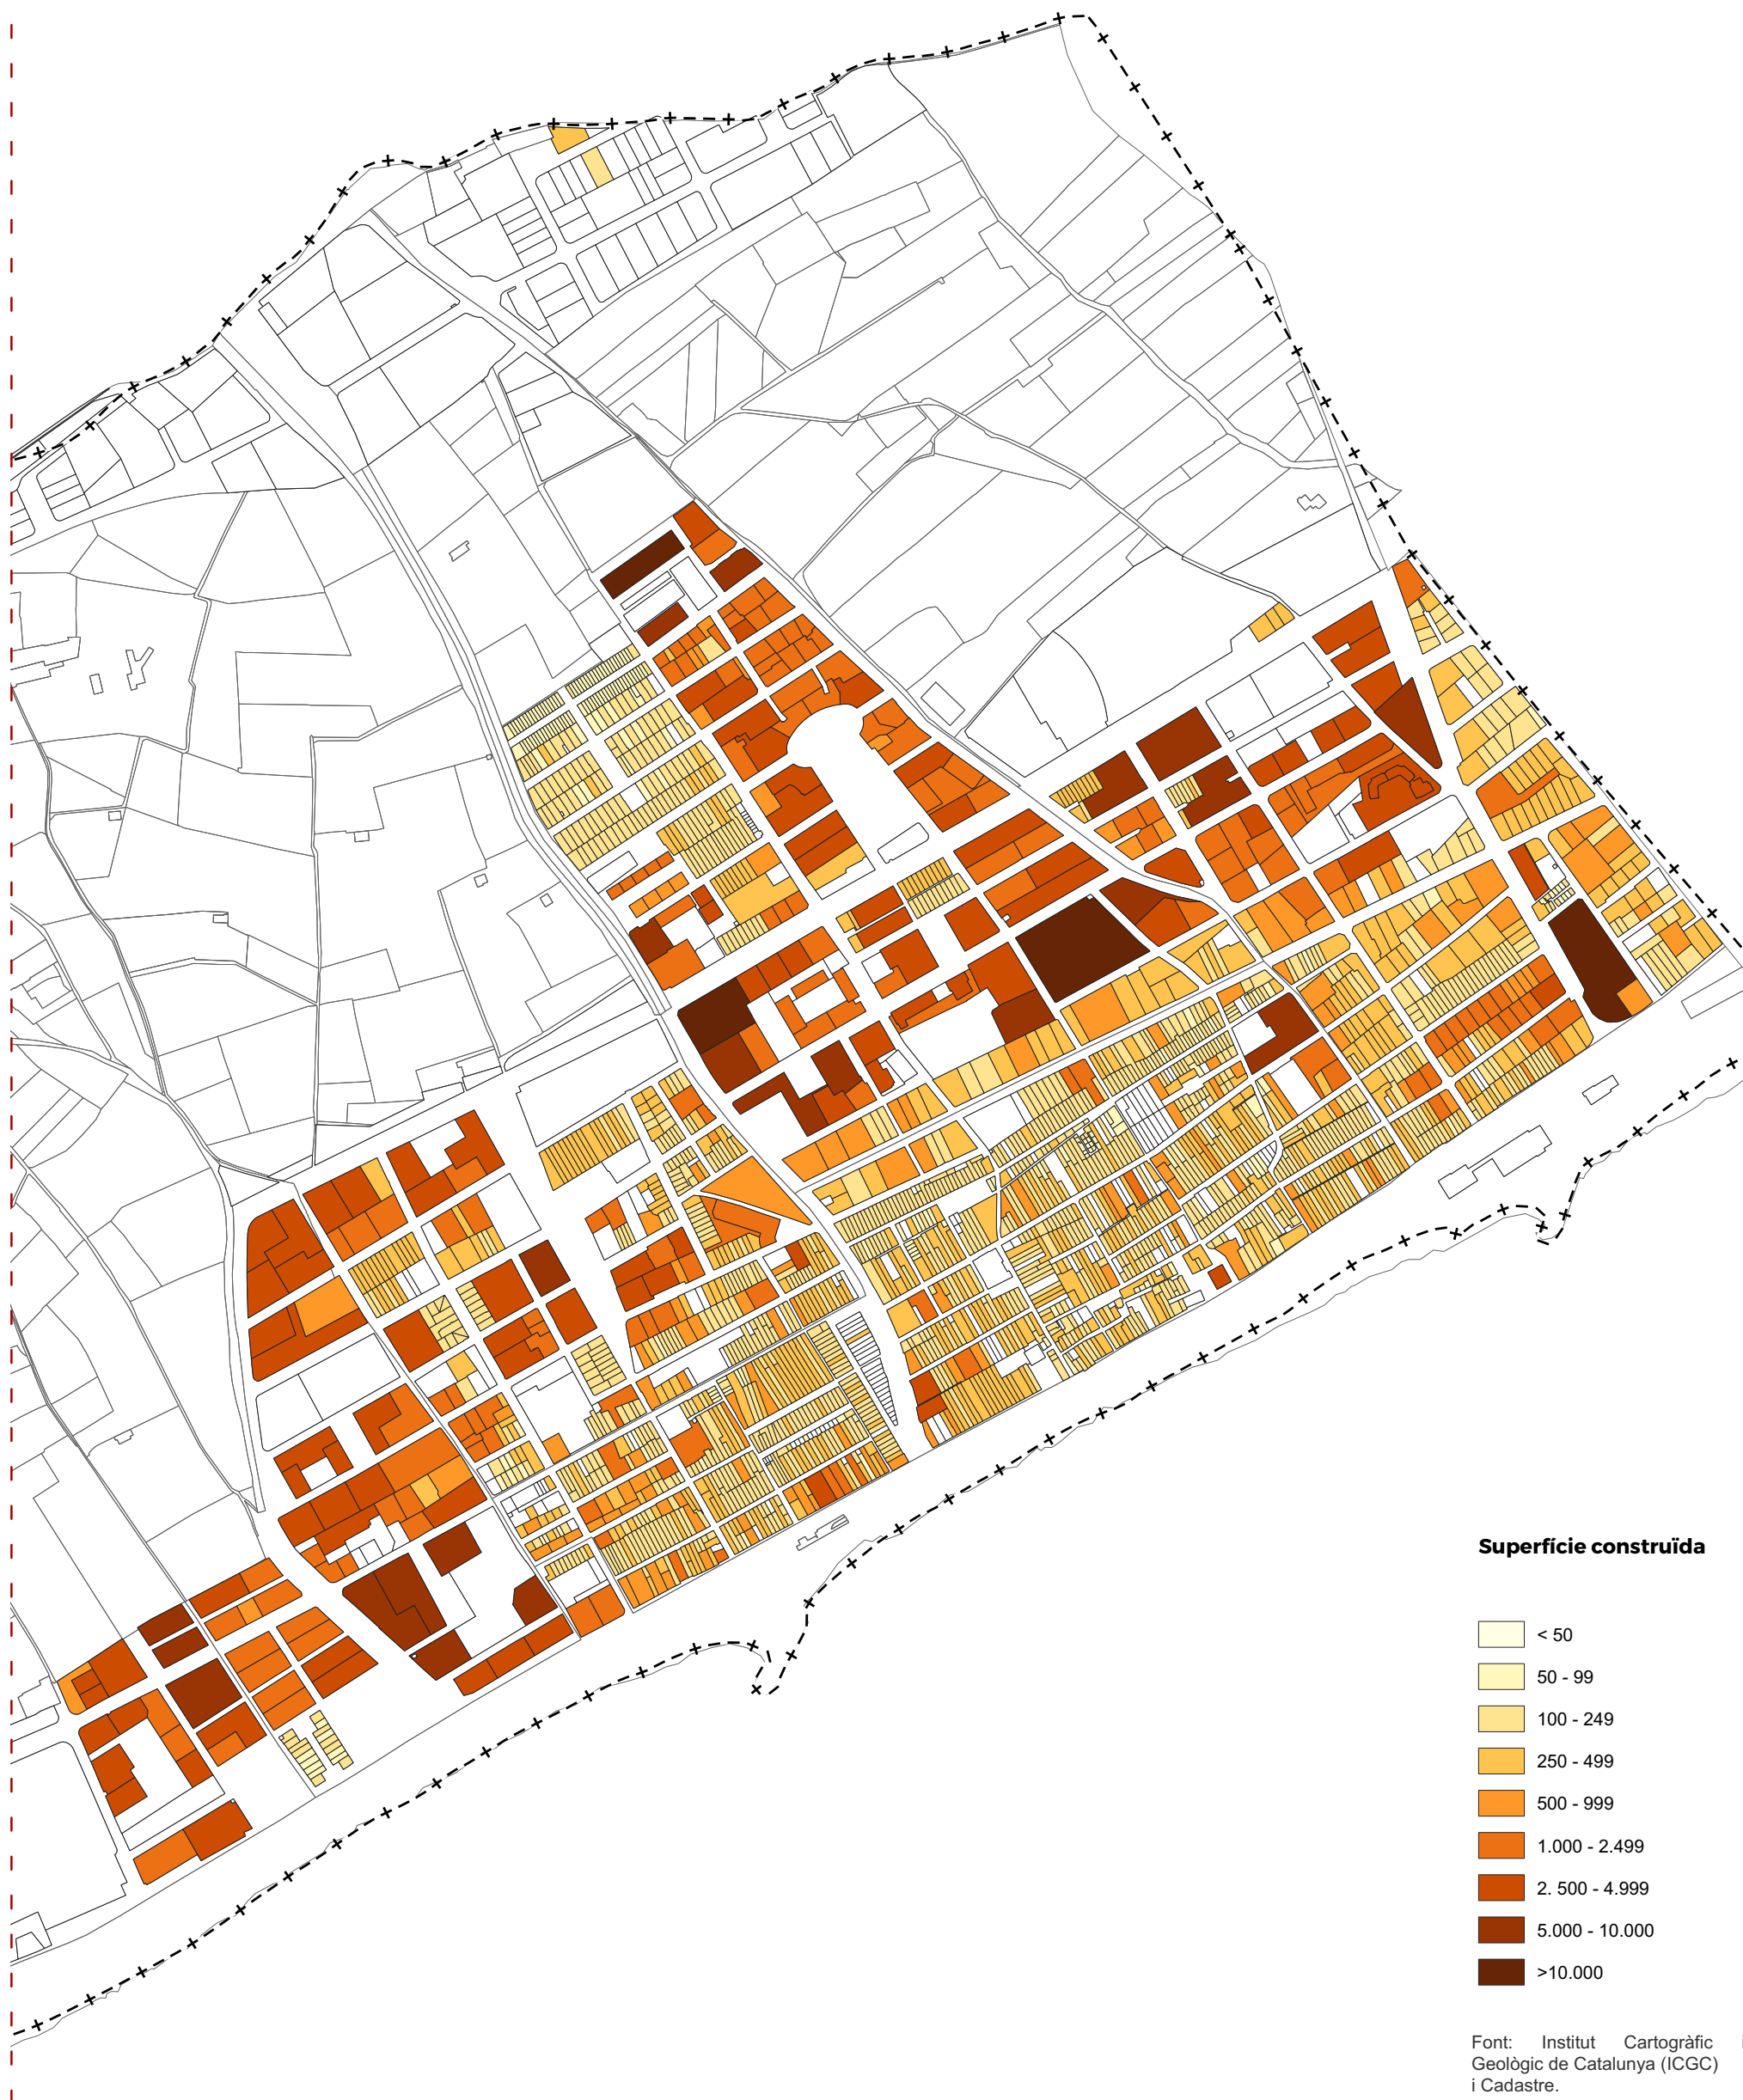 Superfície construïda
< 50
50 - 99
100 - 249
250 - 499
500 - 999
1.000 - 2.499
2. 500 - 4.999
5.000 - 10.000
>10.000
Font: Institut Cartogràfic i
Geològic de Catalunya (ICGC)
i Cadastre.